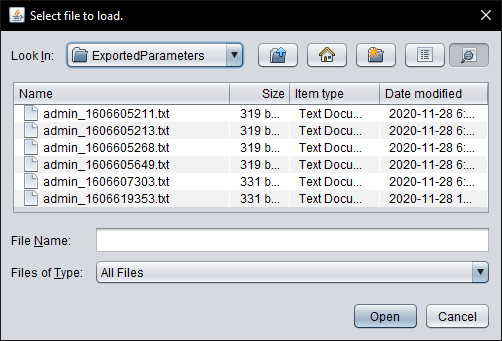 Select file to load.
Look In: ExportedParameters
Name Size Item type Date modified
admin_1606605211.txt 319 b... Text Docu... 2020-11-28 6:...
admin_1606605213.txt 319 b... Text Docu... 2020-11-28 6:...
admin_1606605268.txt 319 b... Text Docu... 2020-11-28 6:...
admin_1606605649.txt 319 b... Text Docu... 2020-11-28 6:...
admin_1606607303.txt 331 b... Text Docu... 2020-11-28 6:...
admin_1606619353.txt 331 b... Text Docu... 2020-11-28 1...
File Name:
Files of Type: All Files
Open Cancel